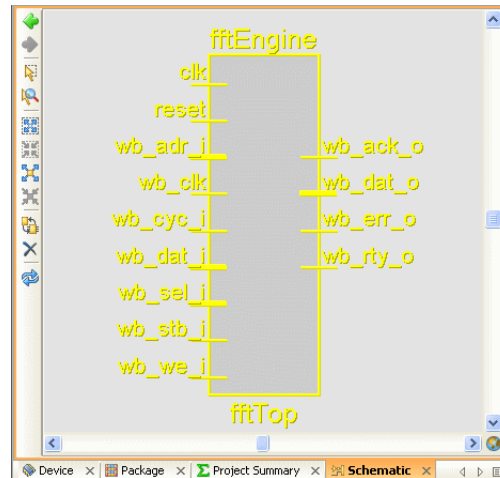 fftEngine
clk
reset
wb_adr_i
wb_ack_o
wb_clk
wb_dat_o
wb_cyc_i
wb_err_o
wb_dat_i
wb_rty_o
wb_sel_i
wb_stb_i
wb_we_i
fftTop
Device
Package
Project Summary
Schematic